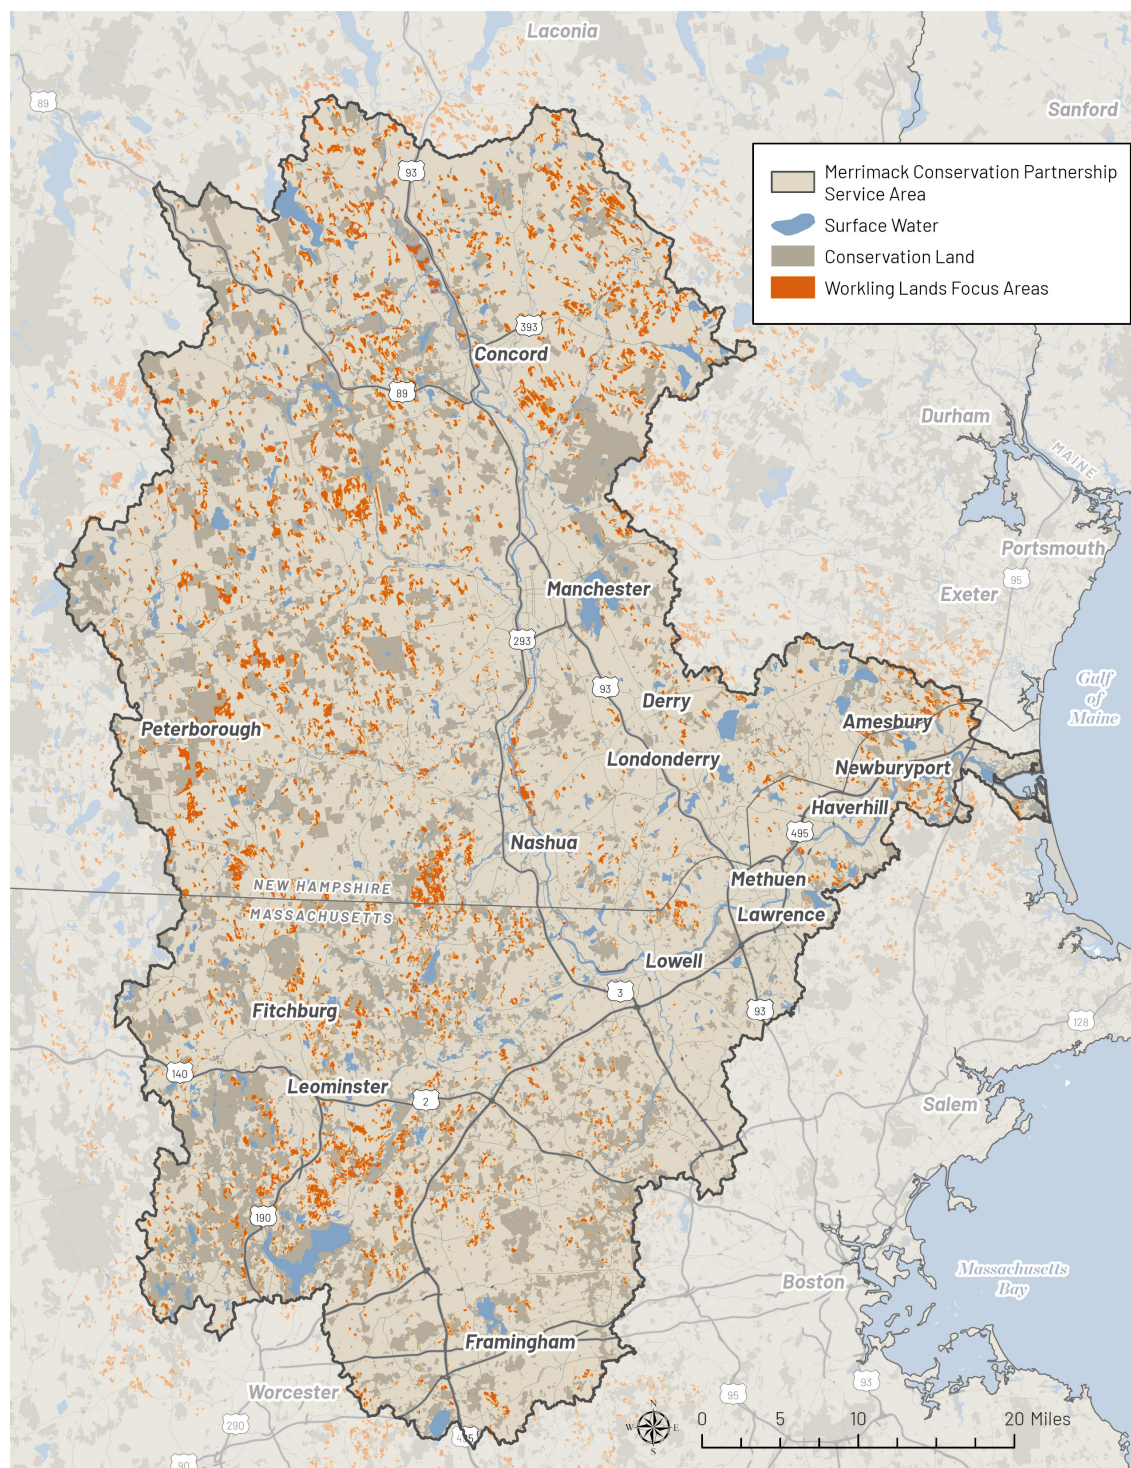 Laconia
89
Sanford
93
Merrimack Conservation Partnership
Service Area
Surface Water
Conservation Land
Workling Lands Focus Areas
393
Concord
89
Durham
MAINE
Portsmouth
95
Exeter
Manchester
293
93
Derry
Gulf
of
Maine
Peterborough
Amesbury
Londonderry
Newburyport
Haverhill
495
Nashua
NEW HAMPSHIRE
MASSACHUSETTS
Methuen
Lawrence
Lowell
3
Fitchburg
93
128
140
Leominster
2
Salem
190
Massachusetts
Bay
Boston
Framingham
Worcester
95
93
290
495
90
N
W
E
S
0
5
10
20 Miles